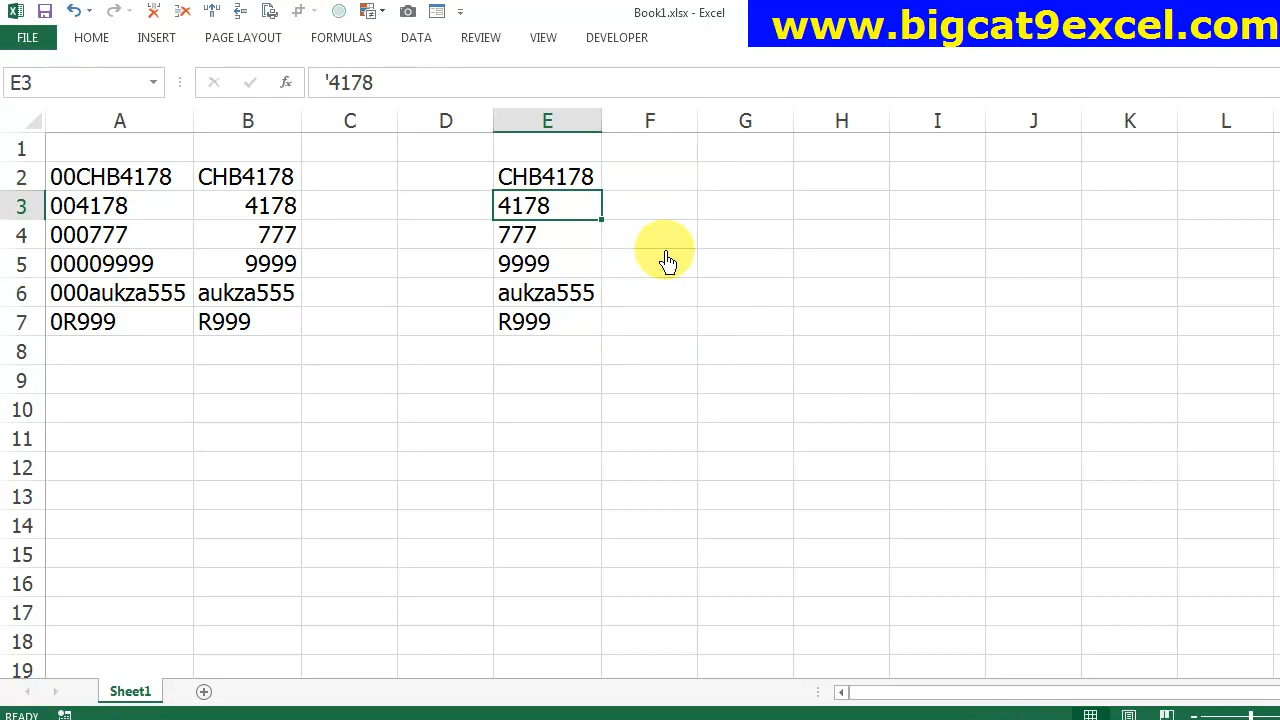 Book1.xlsx - Excel
www.bigcat9excel.com
FILE HOME INSERT PAGE LAYOUT FORMULAS DATA REVIEW VIEW DEVELOPER
E3 fx '4178
A B C D E F G H I J K L
1
2 00CHB4178 CHB4178 CHB4178
3 004178 4178 4178
4 000777 777 777
5 00009999 9999 9999
6 000aukza555 aukza555 aukza555
7 0R999 R999 R999
8
9
10
11
12
13
14
15
16
17
18
19
Sheet1
READY